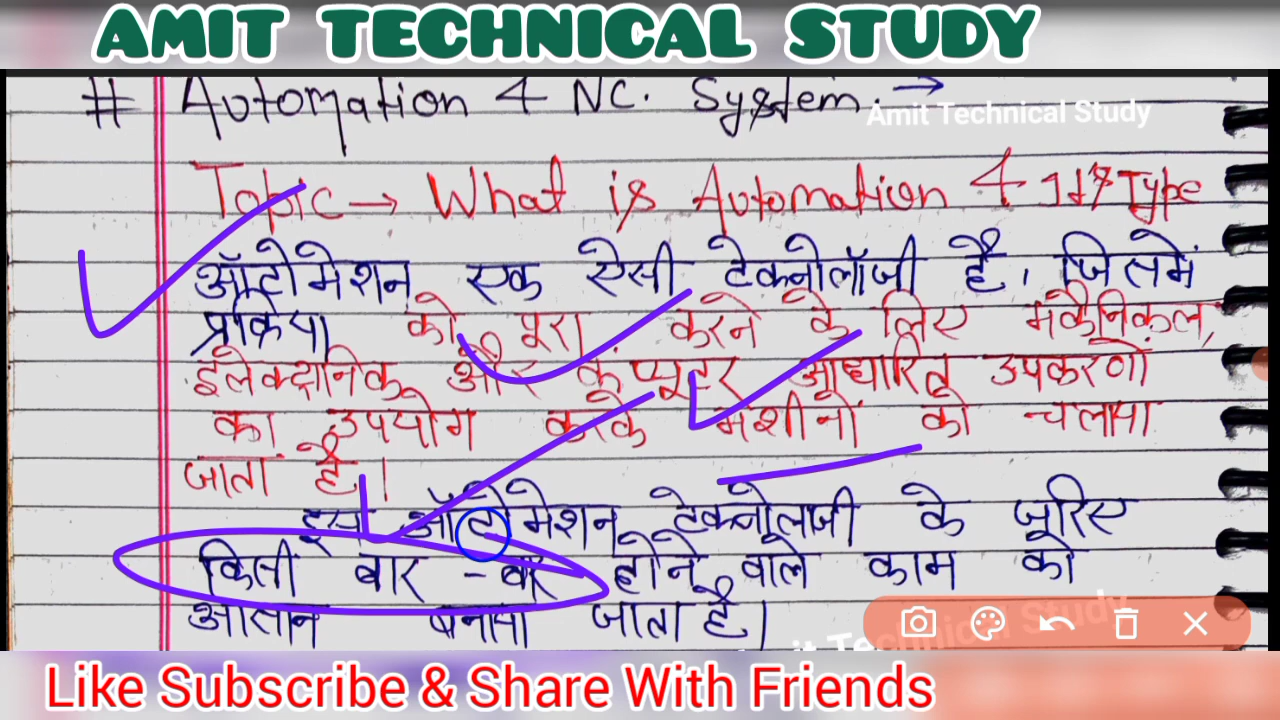 AMIT TECHNICAL STUDY
# Automation & NC. System. →
Amit Technical Study
Topic → What is Automation & It's Type
ऑटोमेशन एक ऐसी टेक्नोलॉजी है। जिसमें
प्रक्रिया को पूरा करने के लिए मकैनिकल,
इलेक्ट्रानिक और कंप्यूटर आधारित उपकरणों
का उपयोग करके मशीनों को चलाया
जाता है।
इस ऑटोमेशन टेक्नोलाजी के जरिए
किसी बार - बार होने वाले काम को
आसान बनाया जाता है।
Like Subscribe & Share With Friends